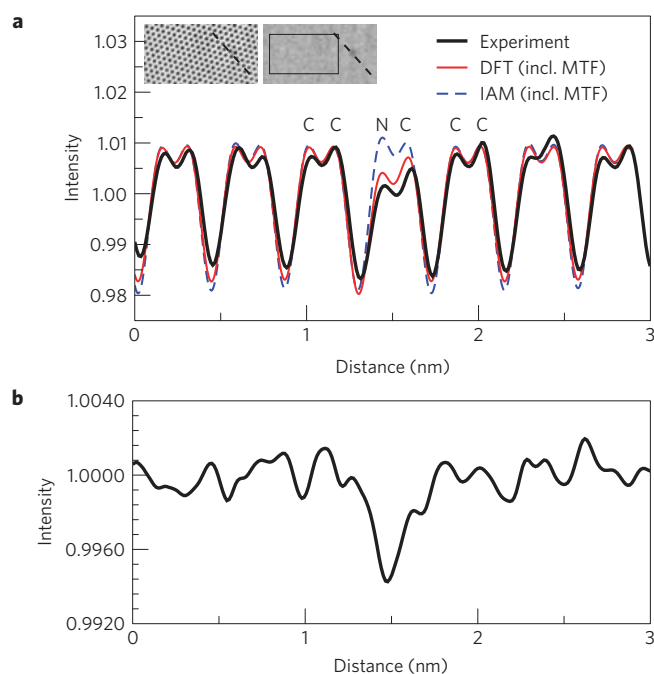 a
1.03
1.02
1.01
1.00
0.99
0.98
Intensity
Experiment
DFT (incl. MTF)
IAM (incl. MTF)
C C N C C C
0 1 2 3
Distance (nm)
b
1.0040
1.0000
0.9960
0.9920
Intensity
0 1 2 3
Distance (nm)